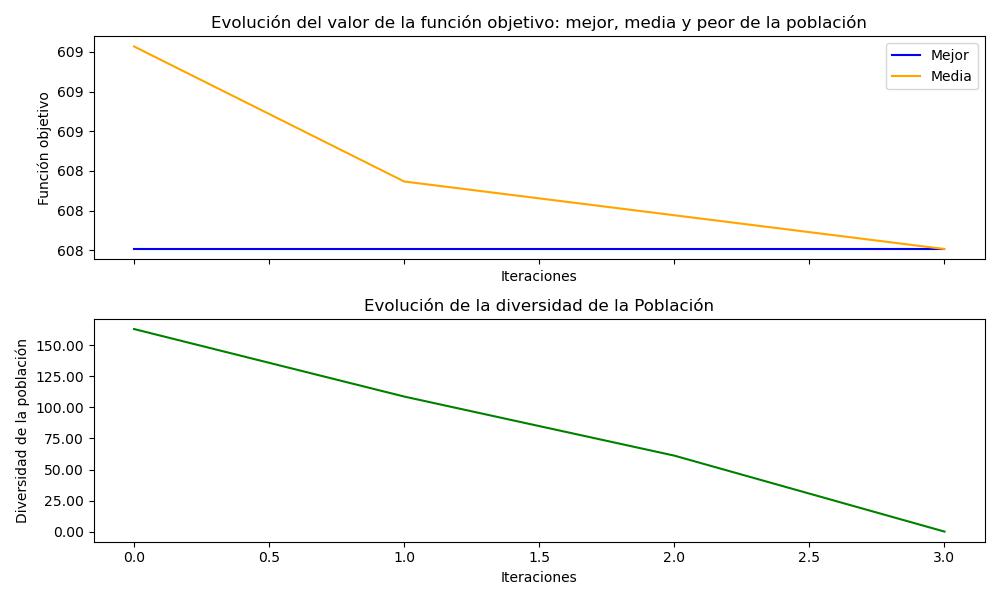 Evolución del valor de la función objetivo: mejor, media y peor de la población
609
609
609
608
608
608
Función objetivo
Mejor
Media
Iteraciones
Evolución de la diversidad de la Población
150.00
125.00
100.00
75.00
50.00
25.00
0.00
Diversidad de la población
0.0 0.5 1.0 1.5 2.0 2.5 3.0
Iteraciones